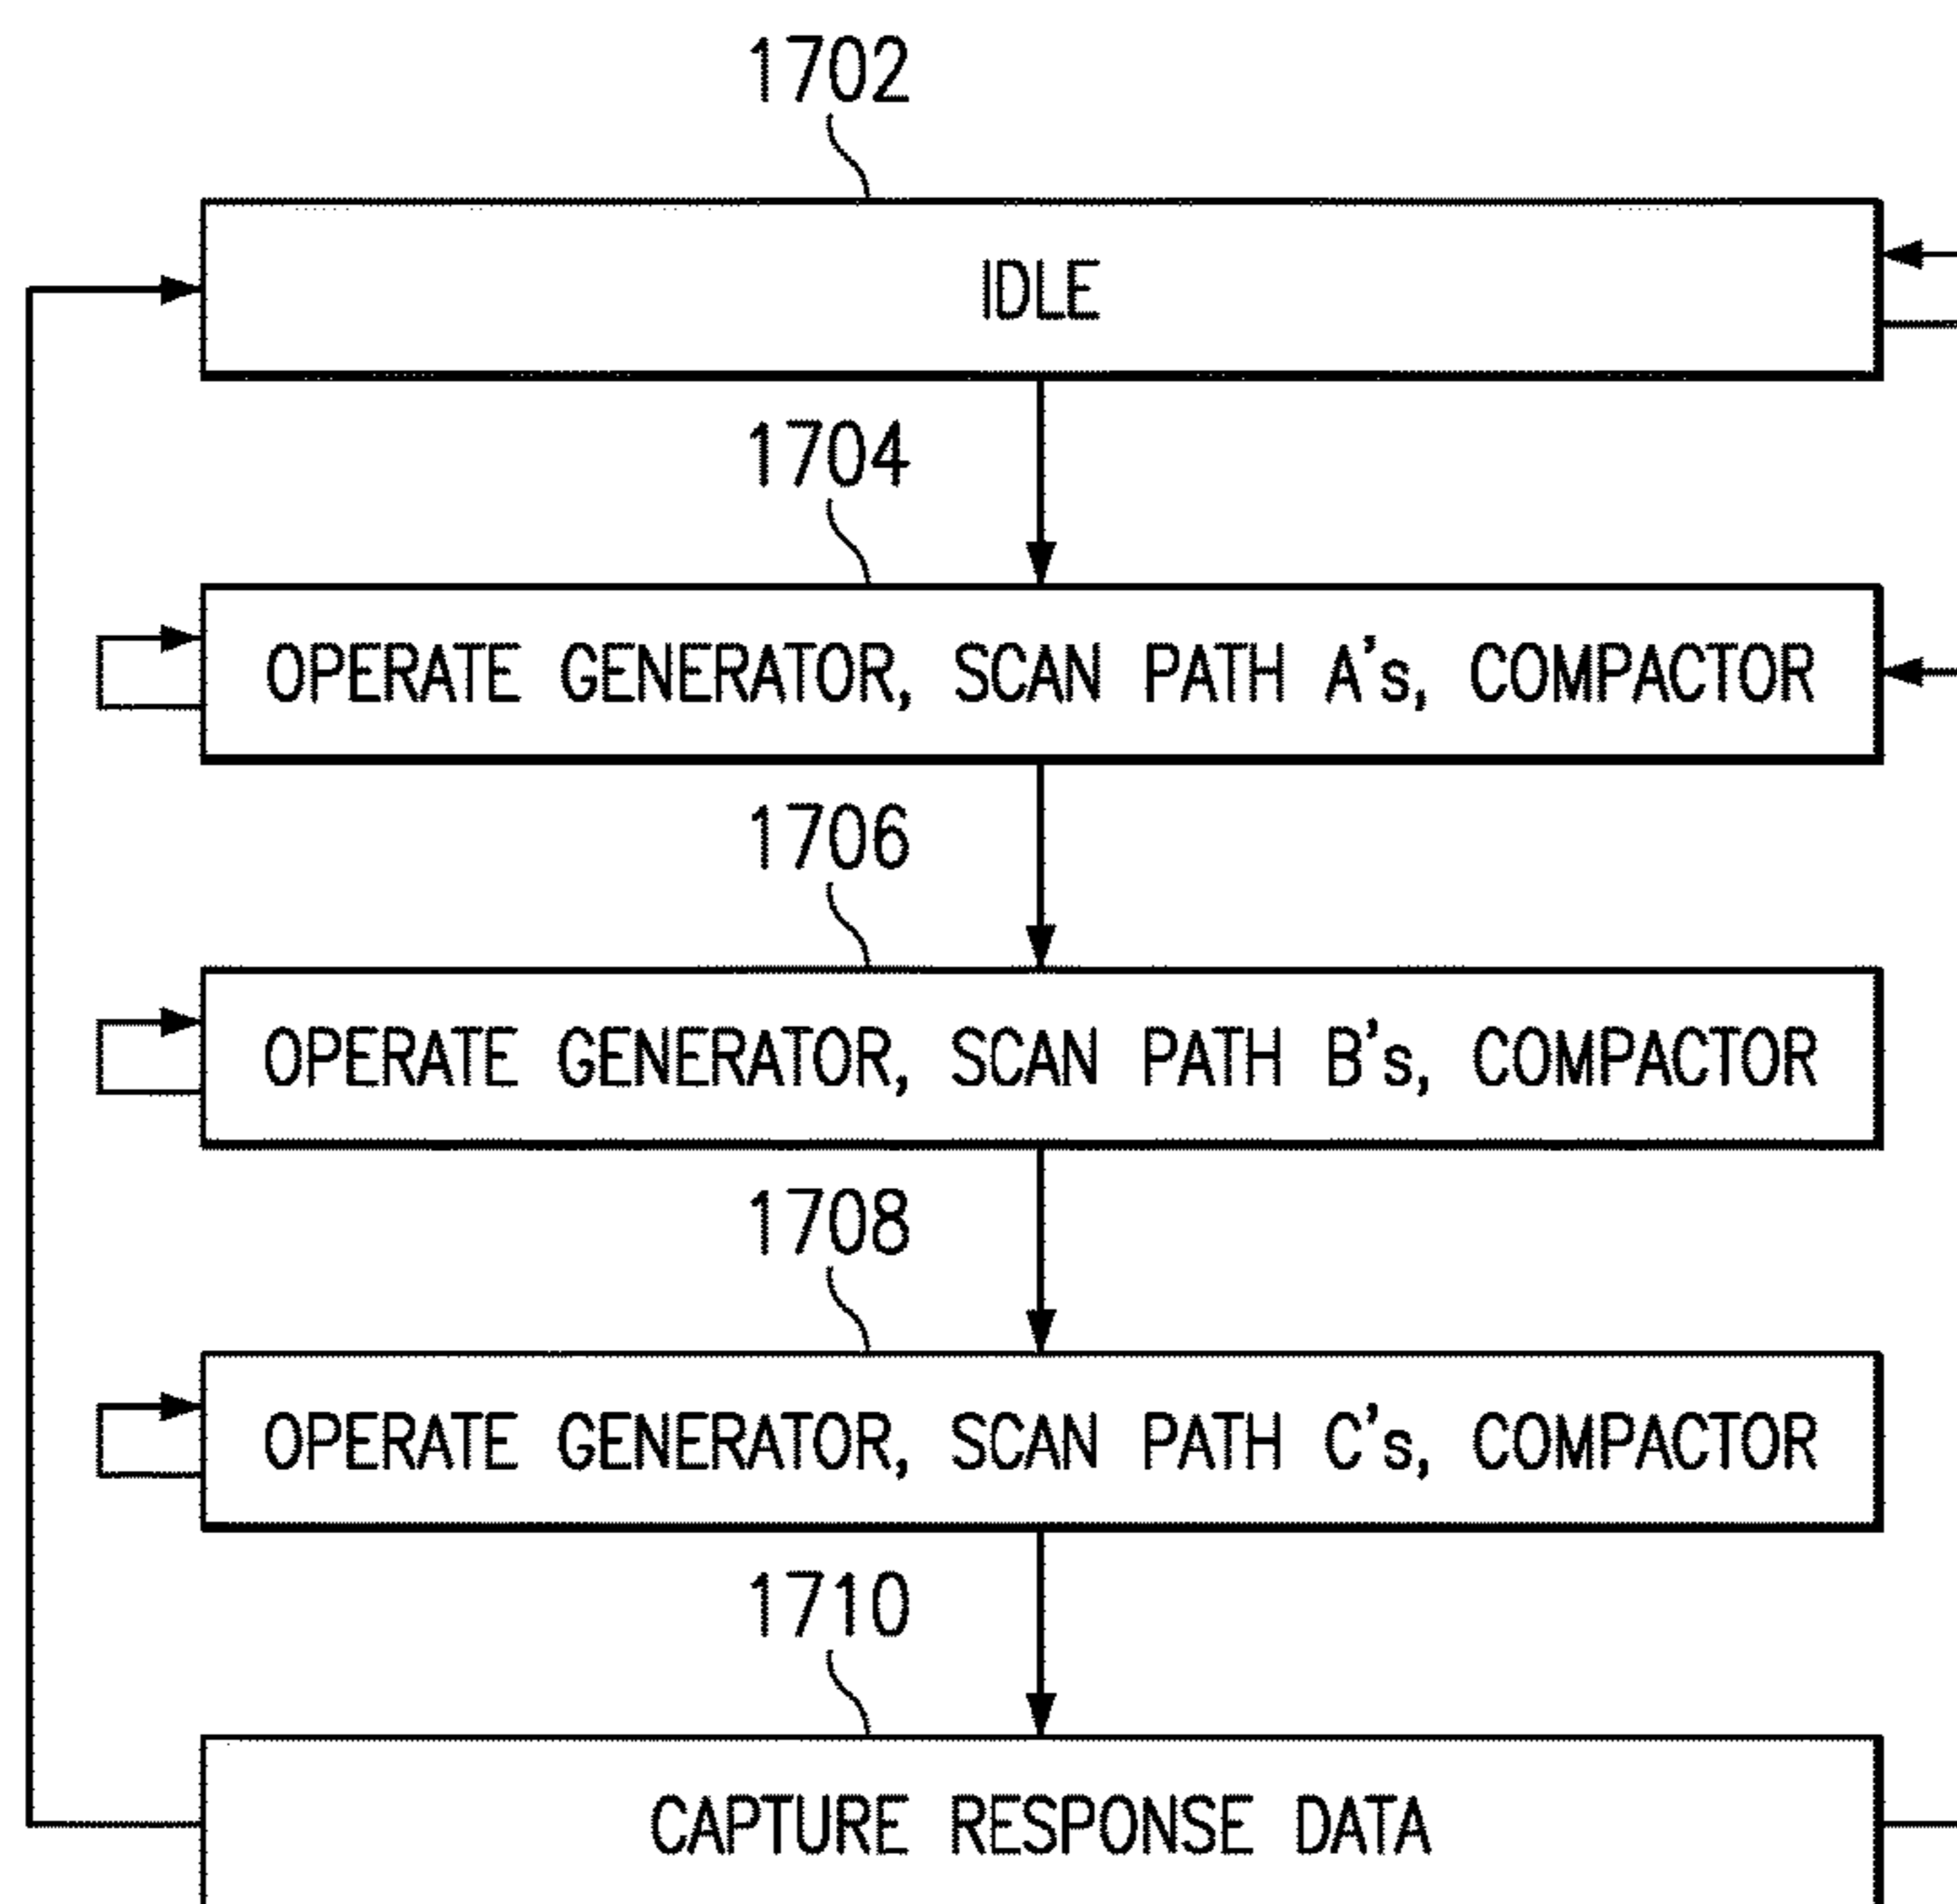 1702
IDLE
1704
OPERATE GENERATOR, SCAN PATH A's, COMPACTOR
1706
OPERATE GENERATOR, SCAN PATH B's, COMPACTOR
1708
OPERATE GENERATOR, SCAN PATH C's, COMPACTOR
1710
CAPTURE RESPONSE DATA